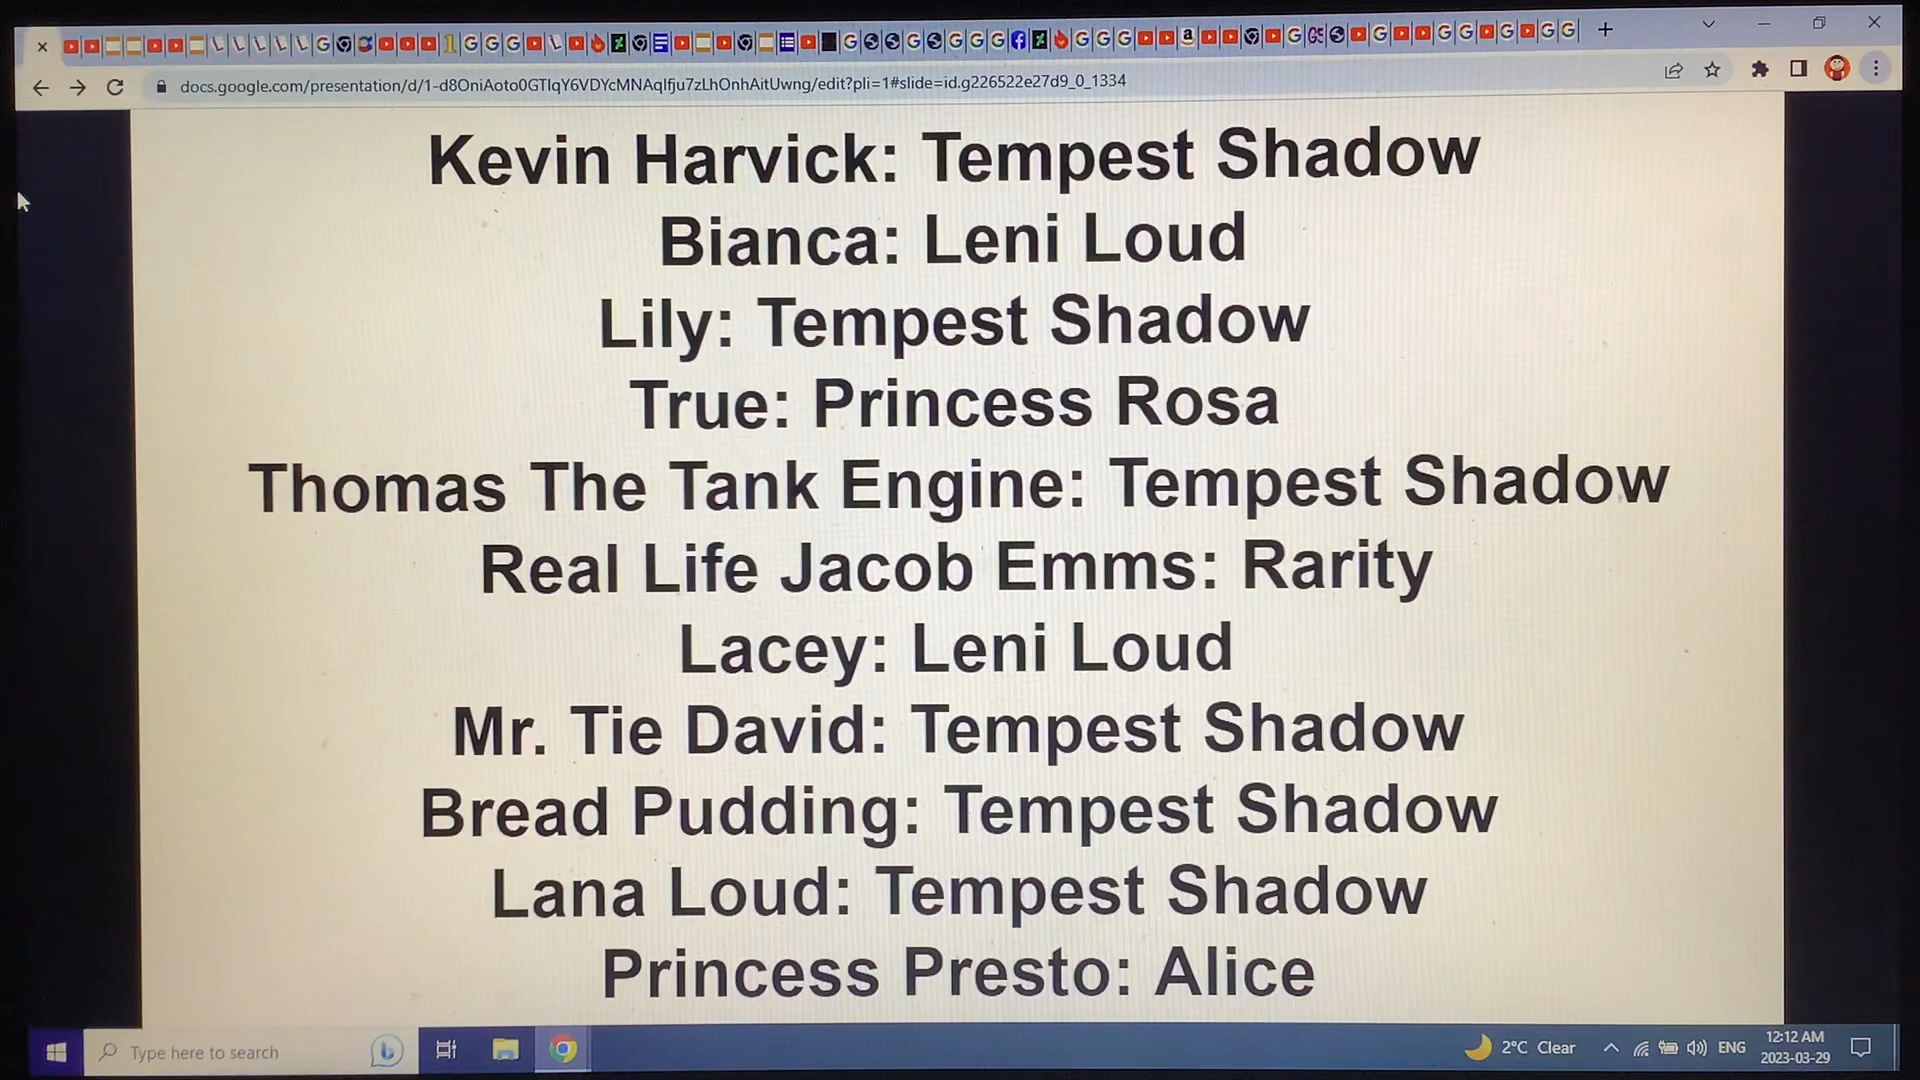 docs.google.com/presentation/d/1-d8OniAoto0GTlqY6VDYcMNAqlfju7zLhOnhAitUwng/edit?pli=1#slide=id.g226522e27d9_0_1334
Kevin Harvick: Tempest Shadow
Bianca: Leni Loud
Lily: Tempest Shadow
True: Princess Rosa
Thomas The Tank Engine: Tempest Shadow
Real Life Jacob Emms: Rarity
Lacey: Leni Loud
Mr. Tie David: Tempest Shadow
Bread Pudding: Tempest Shadow
Lana Loud: Tempest Shadow
Princess Presto: Alice
Type here to search
2°C Clear
ENG
12:12 AM
2023-03-29